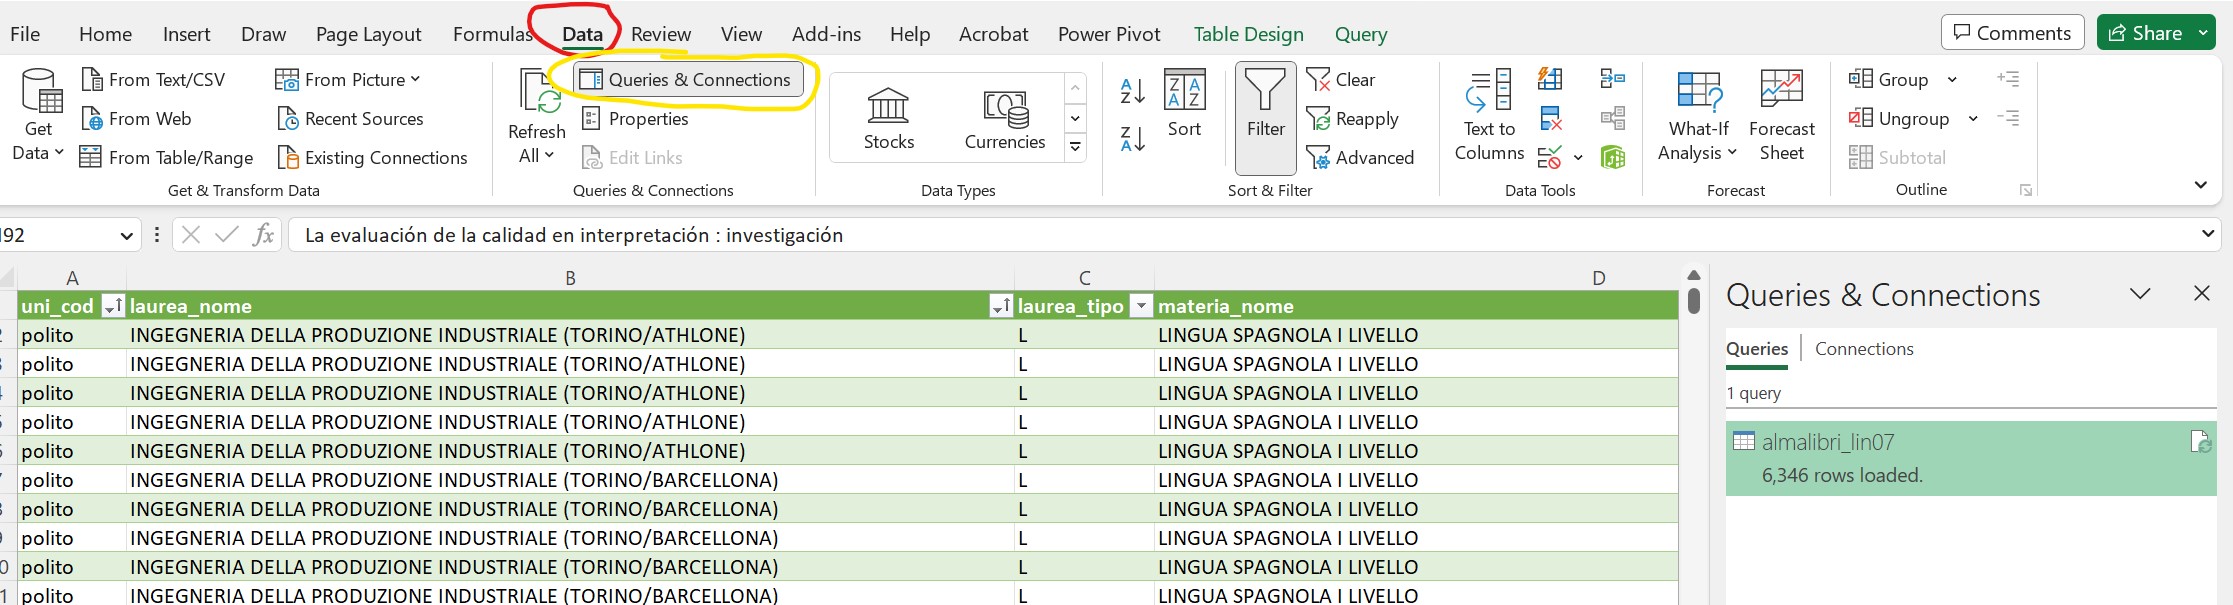 File Home Insert Draw Page Layout Formulas Data Review View Add-ins Help Acrobat Power Pivot Table Design Query Comments Share
Get Data
From Text/CSV
From Web
From Table/Range
From Picture
Recent Sources
Existing Connections
Get & Transform Data
Refresh All
Queries & Connections
Properties
Edit Links
Queries & Connections
Stocks
Currencies
Data Types
Sort
Filter
Clear
Reapply
Advanced
Sort & Filter
Text to Columns
Data Tools
What-If Analysis
Forecast Sheet
Forecast
Group
Ungroup
Subtotal
Outline
192 fx La evaluación de la calidad en interpretación : investigación
A B C D
uni_cod laurea_nome laurea_tipo materia_nome
polito INGEGNERIA DELLA PRODUZIONE INDUSTRIALE (TORINO/ATHLONE) L LINGUA SPAGNOLA I LIVELLO
polito INGEGNERIA DELLA PRODUZIONE INDUSTRIALE (TORINO/ATHLONE) L LINGUA SPAGNOLA I LIVELLO
polito INGEGNERIA DELLA PRODUZIONE INDUSTRIALE (TORINO/ATHLONE) L LINGUA SPAGNOLA I LIVELLO
polito INGEGNERIA DELLA PRODUZIONE INDUSTRIALE (TORINO/ATHLONE) L LINGUA SPAGNOLA I LIVELLO
polito INGEGNERIA DELLA PRODUZIONE INDUSTRIALE (TORINO/ATHLONE) L LINGUA SPAGNOLA I LIVELLO
polito INGEGNERIA DELLA PRODUZIONE INDUSTRIALE (TORINO/BARCELLONA) L LINGUA SPAGNOLA I LIVELLO
polito INGEGNERIA DELLA PRODUZIONE INDUSTRIALE (TORINO/BARCELLONA) L LINGUA SPAGNOLA I LIVELLO
polito INGEGNERIA DELLA PRODUZIONE INDUSTRIALE (TORINO/BARCELLONA) L LINGUA SPAGNOLA I LIVELLO
polito INGEGNERIA DELLA PRODUZIONE INDUSTRIALE (TORINO/BARCELLONA) L LINGUA SPAGNOLA I LIVELLO
polito INGEGNERIA DELLA PRODUZIONE INDUSTRIALE (TORINO/BARCELLONA) L LINGUA SPAGNOLA I LIVELLO
Queries & Connections
Queries Connections
1 query
almalibri_lin07
6,346 rows loaded.